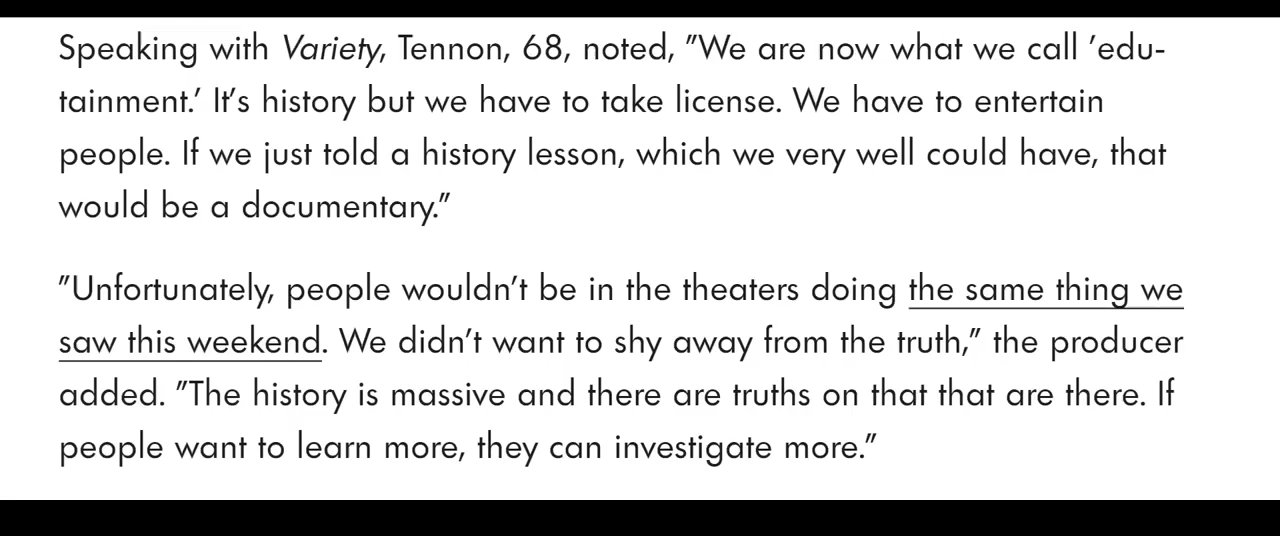 Speaking with Variety, Tennon, 68, noted, "We are now what we call 'edu-
tainment.' It's history but we have to take license. We have to entertain
people. If we just told a history lesson, which we very well could have, that
would be a documentary."
"Unfortunately, people wouldn't be in the theaters doing the same thing we
saw this weekend. We didn't want to shy away from the truth," the producer
added. "The history is massive and there are truths on that that are there. If
people want to learn more, they can investigate more."